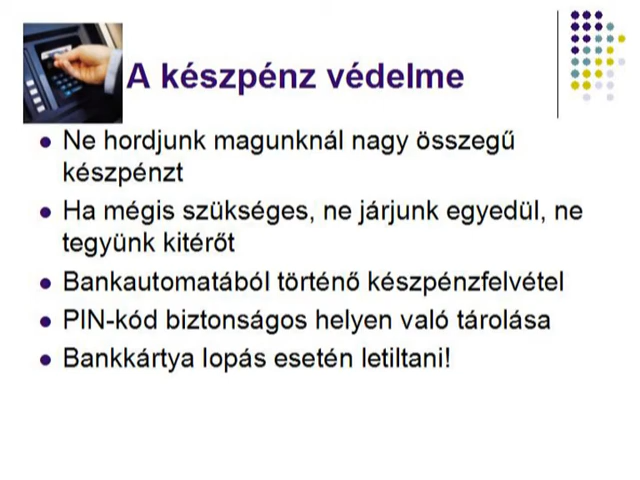 A készpénz védelme
Ne hordjunk magunknál nagy összegű
készpénzt
Ha mégis szükséges, ne járjunk egyedül, ne
tegyünk kitérőt
Bankautomatából történő készpénzfelvétel
PIN-kód biztonságos helyen való tárolása
Bankkártya lopás esetén letiltani!